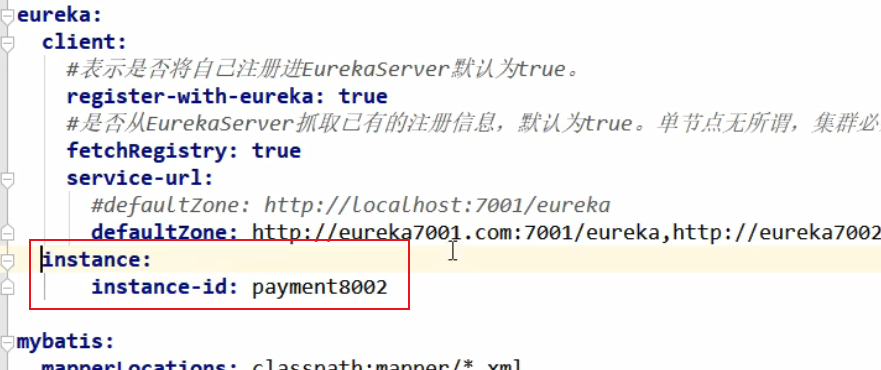 eureka:
client:
#表示是否将自己注册进EurekaServer默认为true。
register-with-eureka: true
#是否从EurekaServer抓取已有的注册信息，默认为true。单节点无所谓，集群必
fetchRegistry: true
service-url:
#defaultZone: http://localhost:7001/eureka
defaultZone: http://eureka7001.com:7001/eureka,http://eureka7002
instance:
instance-id: payment8002
mybatis:
mapperLocations: classpath:mapper/*.xml